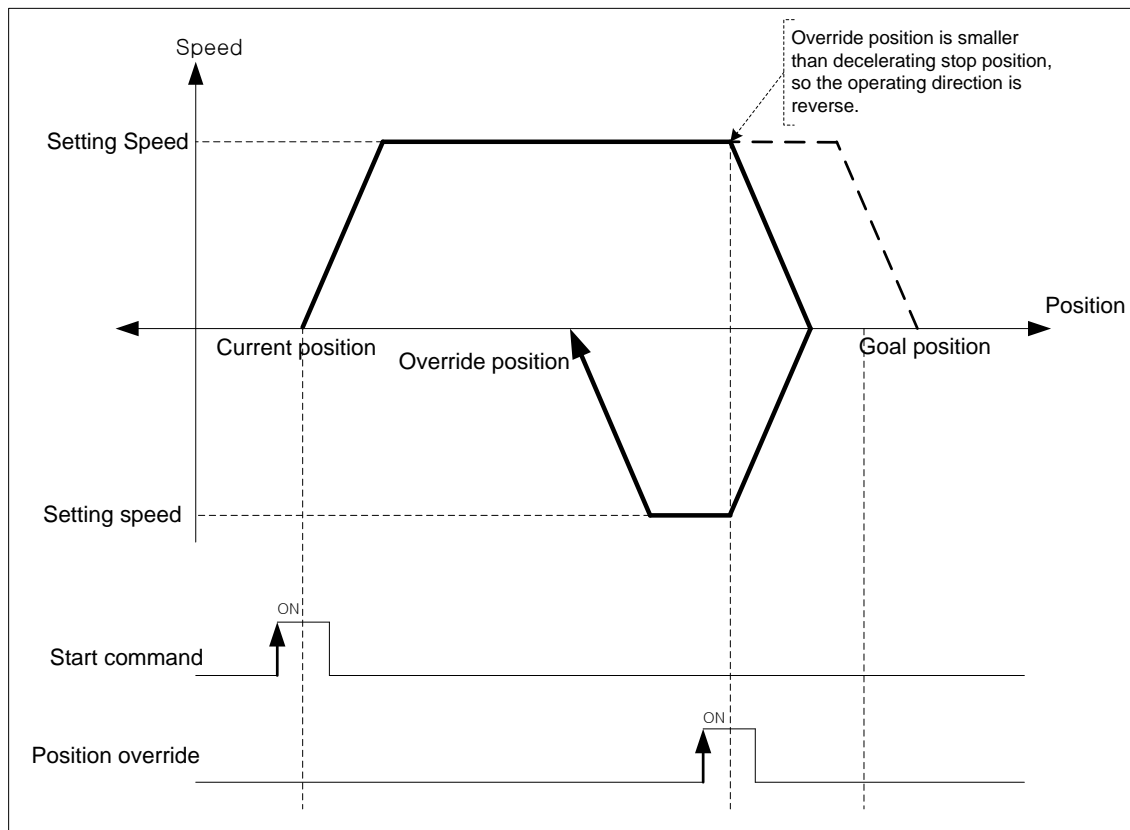 Speed
Override position is smaller
than decelerating stop position,
so the operating direction is
reverse.
Setting Speed
Position
Current position
Override position
Goal position
Setting speed
ON
Start command
ON
Position override